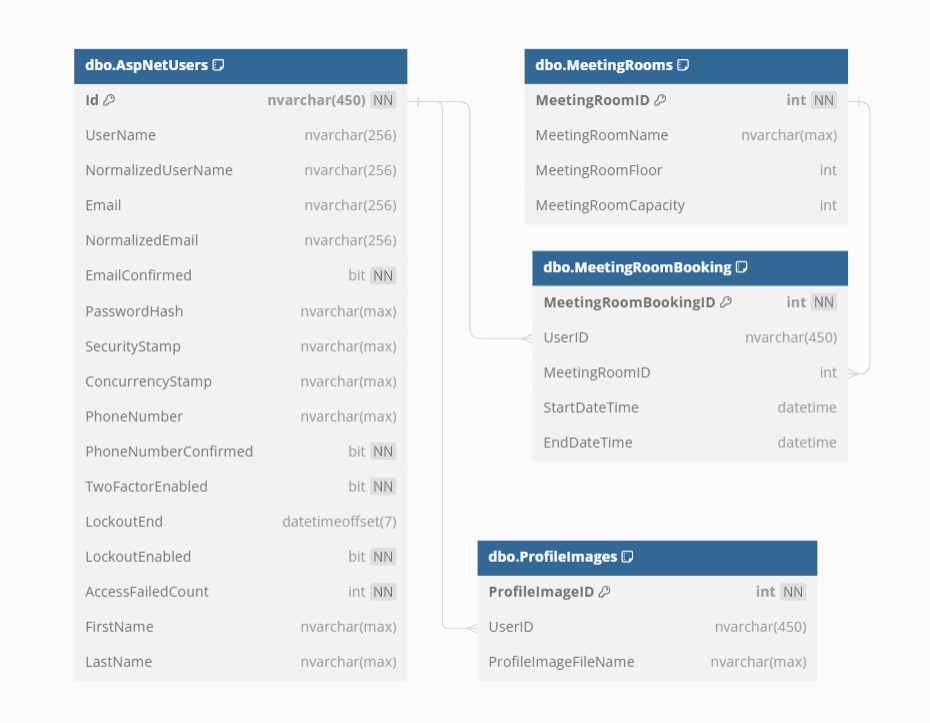 dbo.AspNetUsers
Id nvarchar(450) NN
UserName nvarchar(256)
NormalizedUserName nvarchar(256)
Email nvarchar(256)
NormalizedEmail nvarchar(256)
EmailConfirmed bit NN
PasswordHash nvarchar(max)
SecurityStamp nvarchar(max)
ConcurrencyStamp nvarchar(max)
PhoneNumber nvarchar(max)
PhoneNumberConfirmed bit NN
TwoFactorEnabled bit NN
LockoutEnd datetimeoffset(7)
LockoutEnabled bit NN
AccessFailedCount int NN
FirstName nvarchar(max)
LastName nvarchar(max)
dbo.MeetingRooms
MeetingRoomID int NN
MeetingRoomName nvarchar(max)
MeetingRoomFloor int
MeetingRoomCapacity int
dbo.MeetingRoomBooking
MeetingRoomBookingID int NN
UserID nvarchar(450)
MeetingRoomID int
StartDateTime datetime
EndDateTime datetime
dbo.ProfileImages
ProfileImageID int NN
UserID nvarchar(450)
ProfileImageFileName nvarchar(max)